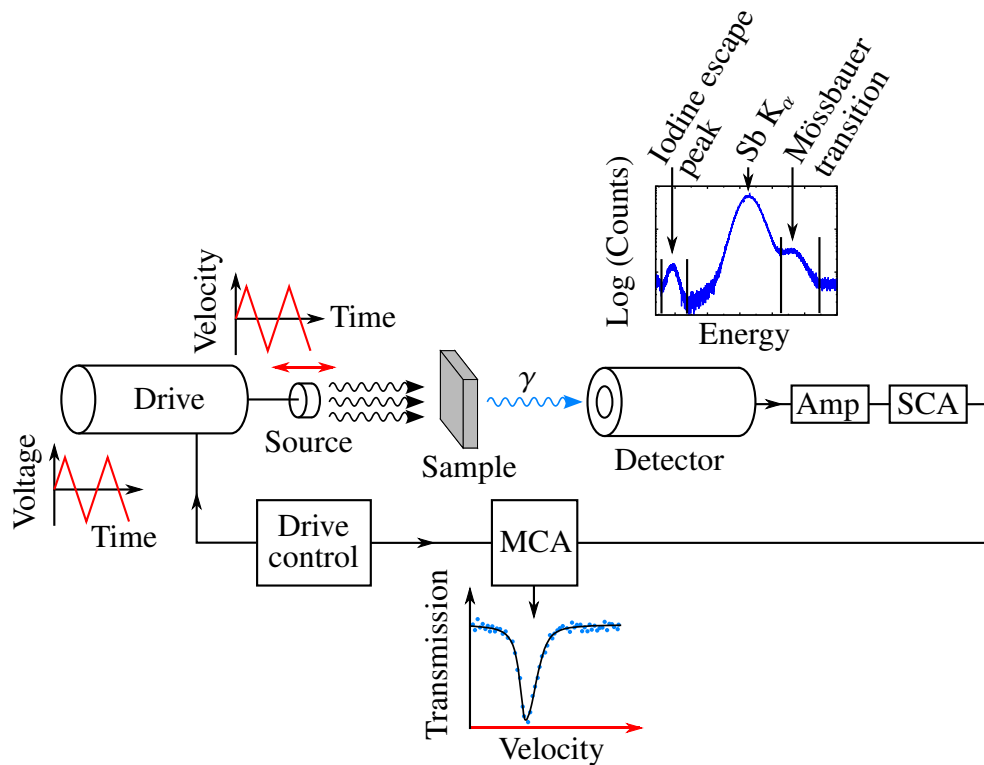 Iodine escape
peak
Sb Kα
Mössbauer
transition
Log (Counts)
Energy
Velocity
Time
Drive
Source
γ
Sample
Detector
Amp
SCA
Voltage
Time
Drive
control
MCA
Transmission
Velocity